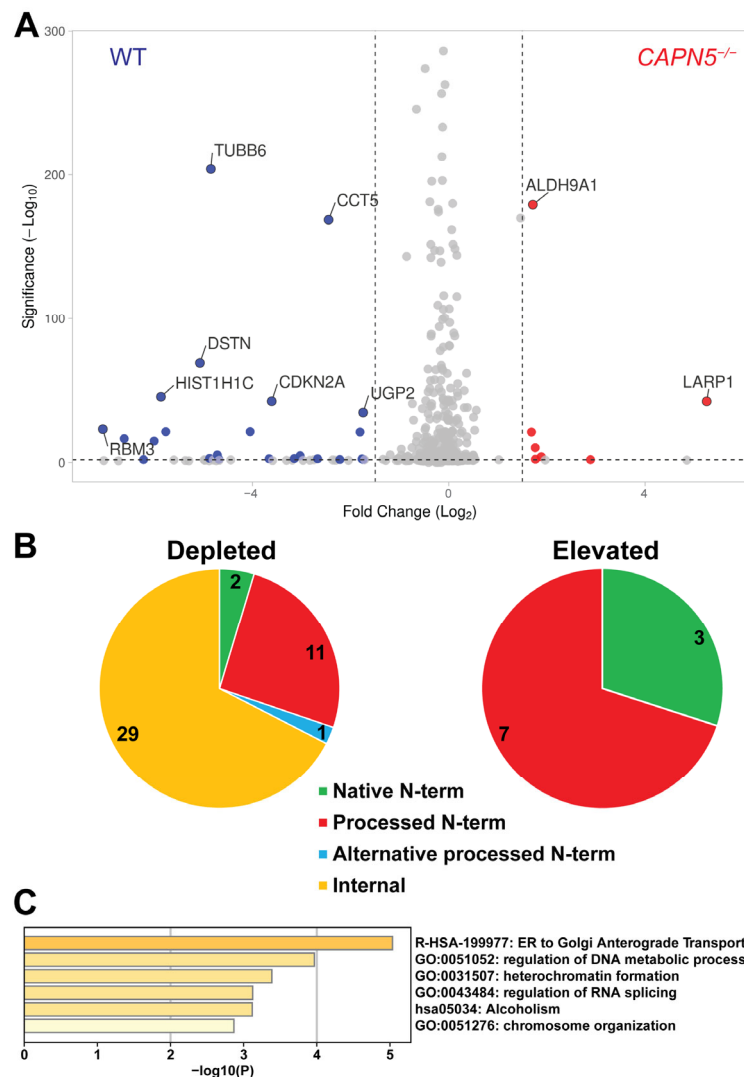 A
WT
CAPN5−/−
300
200
100
0
Significance (−Log10)
TUBB6
CCT5
ALDH9A1
DSTN
HIST1H1C
CDKN2A
UGP2
LARP1
RBM3
−4
0
4
Fold Change (Log2)
B
Depleted
Elevated
2
11
1
29
3
7
Native N-term
Processed N-term
Alternative processed N-term
Internal
C
R-HSA-199977: ER to Golgi Anterograde Transport
GO:0051052: regulation of DNA metabolic process
GO:0031507: heterochromatin formation
GO:0043484: regulation of RNA splicing
hsa05034: Alcoholism
GO:0051276: chromosome organization
0 1 2 3 4 5
−log10(P)